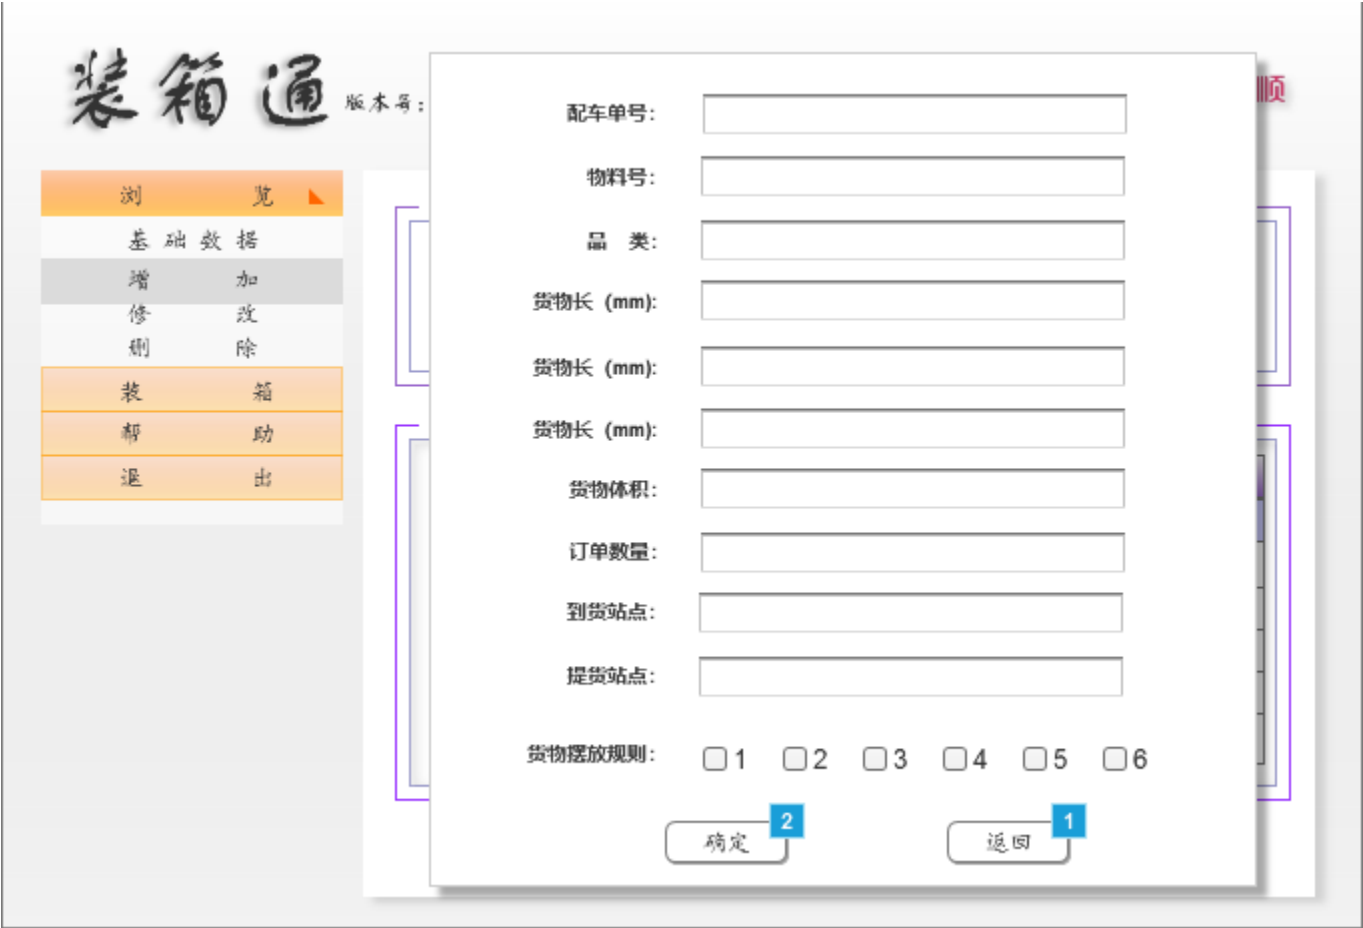 装箱通 版本号:
顺
浏 览
基础数据
增 加
修 改
删 除
装 箱
帮 助
退 出
配车单号:
物料号:
品 类:
货物长 (mm):
货物长 (mm):
货物长 (mm):
货物体积:
订单数量:
到货站点:
提货站点:
货物摆放规则: 1 2 3 4 5 6
确定 2 返回 1